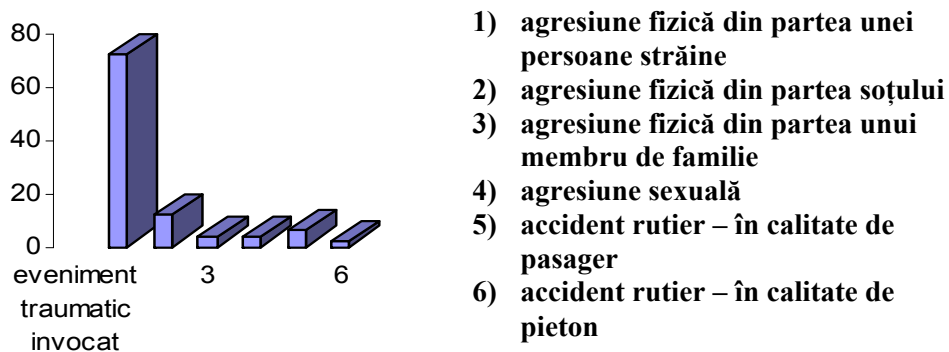 80
60
40
20
0
eveniment
traumatic
invocat
3
6
1) agresiune fizică din partea unei
persoane străine
2) agresiune fizică din partea soțului
3) agresiune fizică din partea unui
membru de familie
4) agresiune sexuală
5) accident rutier – în calitate de
pasager
6) accident rutier – în calitate de
pieton